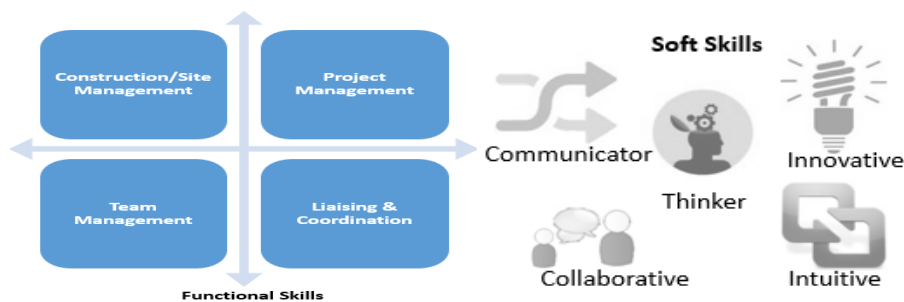 Construction/Site
Management
Project
Management
Team
Management
Liaising &
Coordination
Functional Skills
Soft Skills
Communicator
Thinker
Innovative
Collaborative
Intuitive